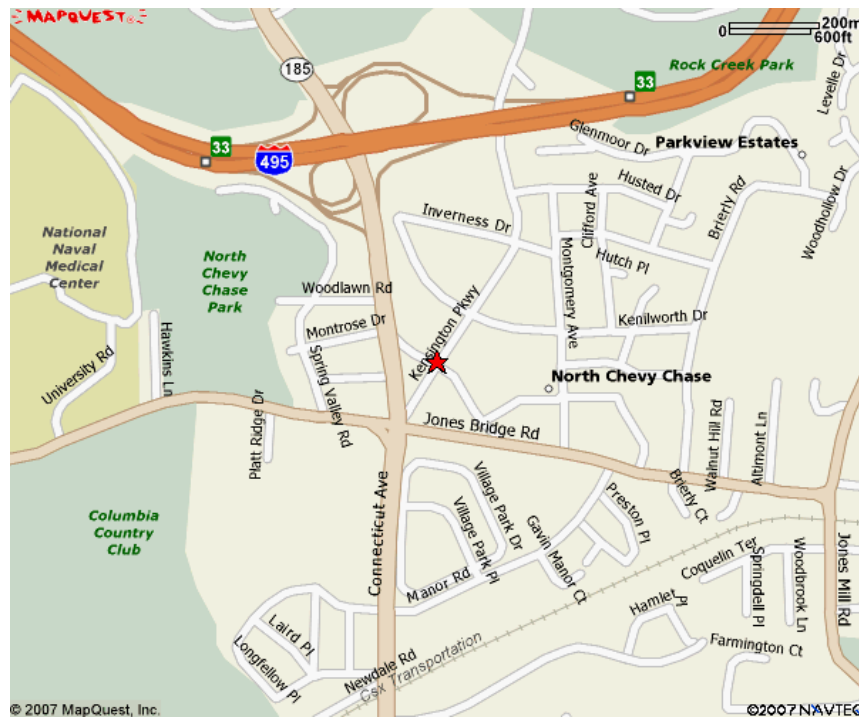 MAPQUEST
200m
0
600ft
185
33
Rock Creek Park
Levelle Dr
33
495
Glenmoor Dr
Parkview Estates
National
Naval
Medical
Center
North
Chevy
Chase
Park
Inverness Dr
Clifford Ave
Husted Dr
Brierly Rd
Woodhollow Dr
Montgomery Ave
Hutch Pl
Woodlawn Rd
Montrose Dr
Kensington Pkwy
Kenilworth Dr
University Rd
Hawkins Ln
Spring Valley Rd
North Chevy Chase
Platt Ridge Dr
Jones Bridge Rd
Walnut Hill Rd
Altimont Ln
Columbia
Country
Club
Connecticut Ave
Village Park Dr
Village Park Pl
Gavin Manor Ct
Preston Pl
Brierly Ct
Manor Rd
Coquelin Ter
Springdell Pl
Woodbrook Ln
Jones Mill Rd
Laird Pl
Longfellow Pl
Newdale Rd
Csx Transportation
Hamlet Pl
Farmington Ct
© 2007 MapQuest, Inc.
©2007 NAVTEQ